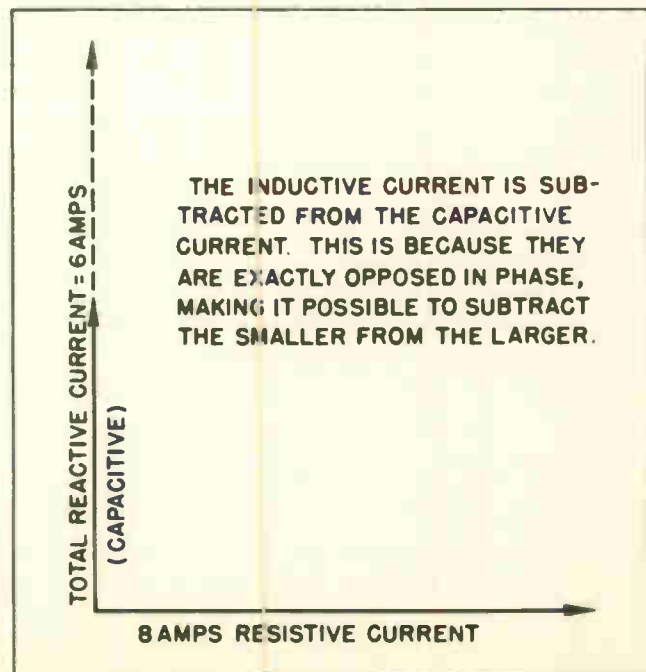 THE INDUCTIVE CURRENT IS SUB-
TRACTED FROM THE CAPACITIVE
CURRENT. THIS IS BECAUSE THEY
ARE EXACTLY OPPOSED IN PHASE,
MAKING IT POSSIBLE TO SUBTRACT
THE SMALLER FROM THE LARGER.
TOTAL REACTIVE CURRENT = 6 AMPS
(CAPACITIVE)
8 AMPS RESISTIVE CURRENT